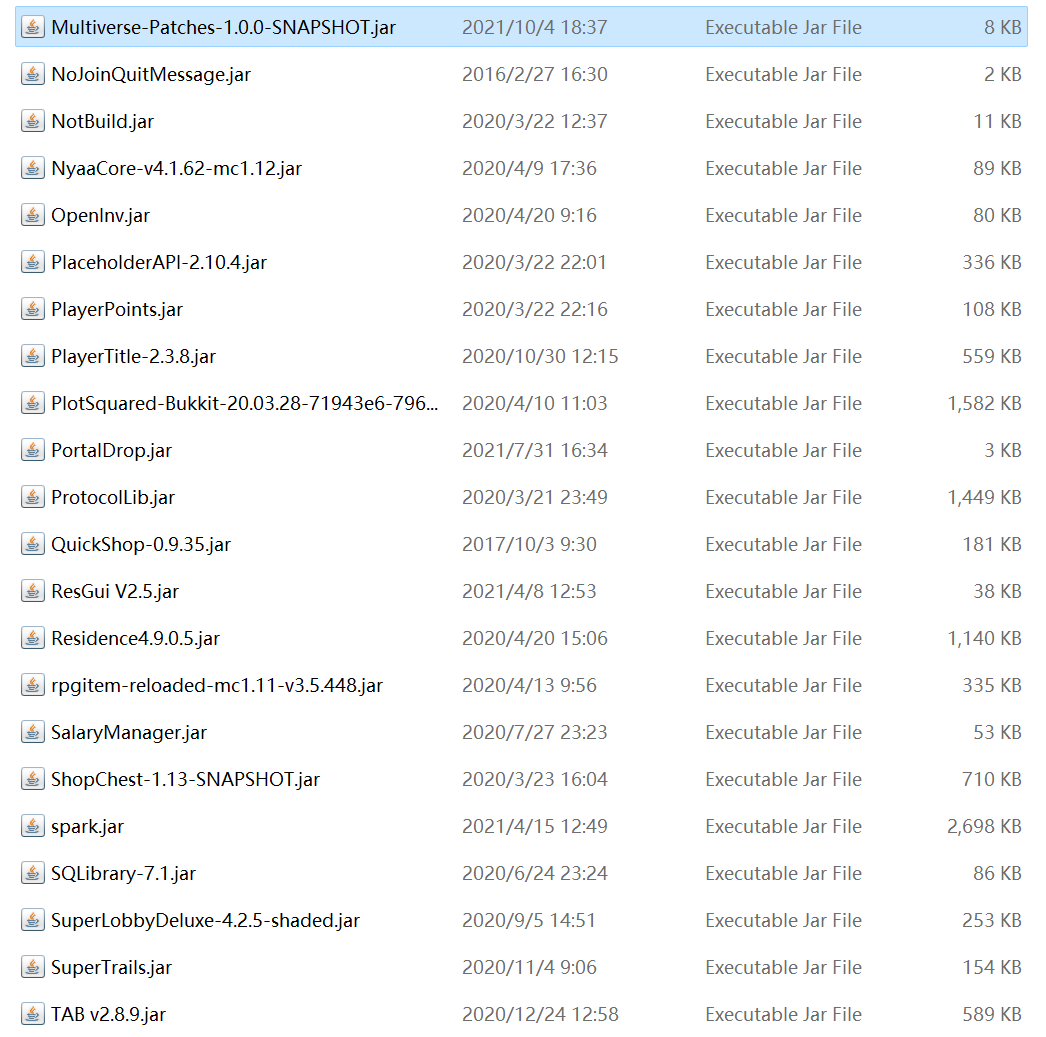 Multiverse-Patches-1.0.0-SNAPSHOT.jar 2021/10/4 18:37 Executable Jar File 8 KB
NoJoinQuitMessage.jar 2016/2/27 16:30 Executable Jar File 2 KB
NotBuild.jar 2020/3/22 12:37 Executable Jar File 11 KB
NyaaCore-v4.1.62-mc1.12.jar 2020/4/9 17:36 Executable Jar File 89 KB
OpenInv.jar 2020/4/20 9:16 Executable Jar File 80 KB
PlaceholderAPI-2.10.4.jar 2020/3/22 22:01 Executable Jar File 336 KB
PlayerPoints.jar 2020/3/22 22:16 Executable Jar File 108 KB
PlayerTitle-2.3.8.jar 2020/10/30 12:15 Executable Jar File 559 KB
PlotSquared-Bukkit-20.03.28-71943e6-796... 2020/4/10 11:03 Executable Jar File 1,582 KB
PortalDrop.jar 2021/7/31 16:34 Executable Jar File 3 KB
ProtocolLib.jar 2020/3/21 23:49 Executable Jar File 1,449 KB
QuickShop-0.9.35.jar 2017/10/3 9:30 Executable Jar File 181 KB
ResGui V2.5.jar 2021/4/8 12:53 Executable Jar File 38 KB
Residence4.9.0.5.jar 2020/4/20 15:06 Executable Jar File 1,140 KB
rpgitem-reloaded-mc1.11-v3.5.448.jar 2020/4/13 9:56 Executable Jar File 335 KB
SalaryManager.jar 2020/7/27 23:23 Executable Jar File 53 KB
ShopChest-1.13-SNAPSHOT.jar 2020/3/23 16:04 Executable Jar File 710 KB
spark.jar 2021/4/15 12:49 Executable Jar File 2,698 KB
SQLibrary-7.1.jar 2020/6/24 23:24 Executable Jar File 86 KB
SuperLobbyDeluxe-4.2.5-shaded.jar 2020/9/5 14:51 Executable Jar File 253 KB
SuperTrails.jar 2020/11/4 9:06 Executable Jar File 154 KB
TAB v2.8.9.jar 2020/12/24 12:58 Executable Jar File 589 KB